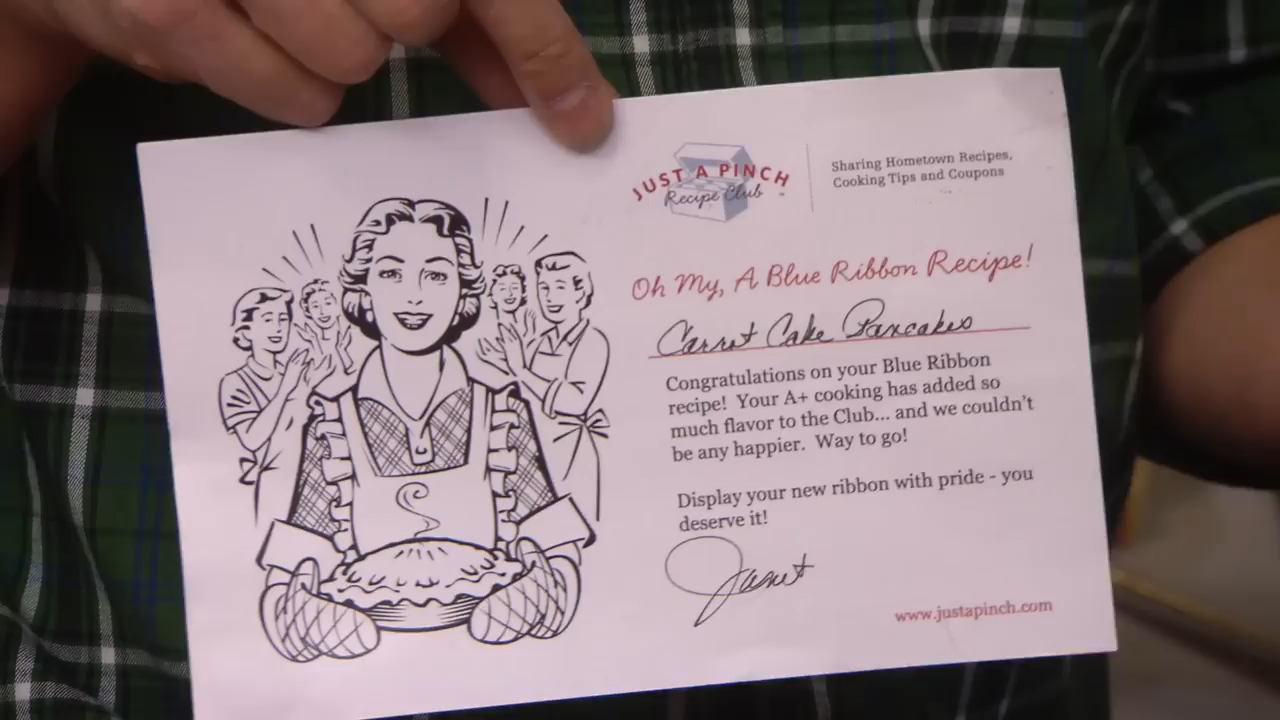 JUST A PINCH
Recipe Club
Sharing Hometown Recipes,
Cooking Tips and Coupons
Oh My, A Blue Ribbon Recipe!
Carrot Cake Pancakes
Congratulations on your Blue Ribbon
recipe! Your A+ cooking has added so
much flavor to the Club... and we couldn't
be any happier. Way to go!
Display your new ribbon with pride - you
deserve it!
Janet
www.justapinch.com